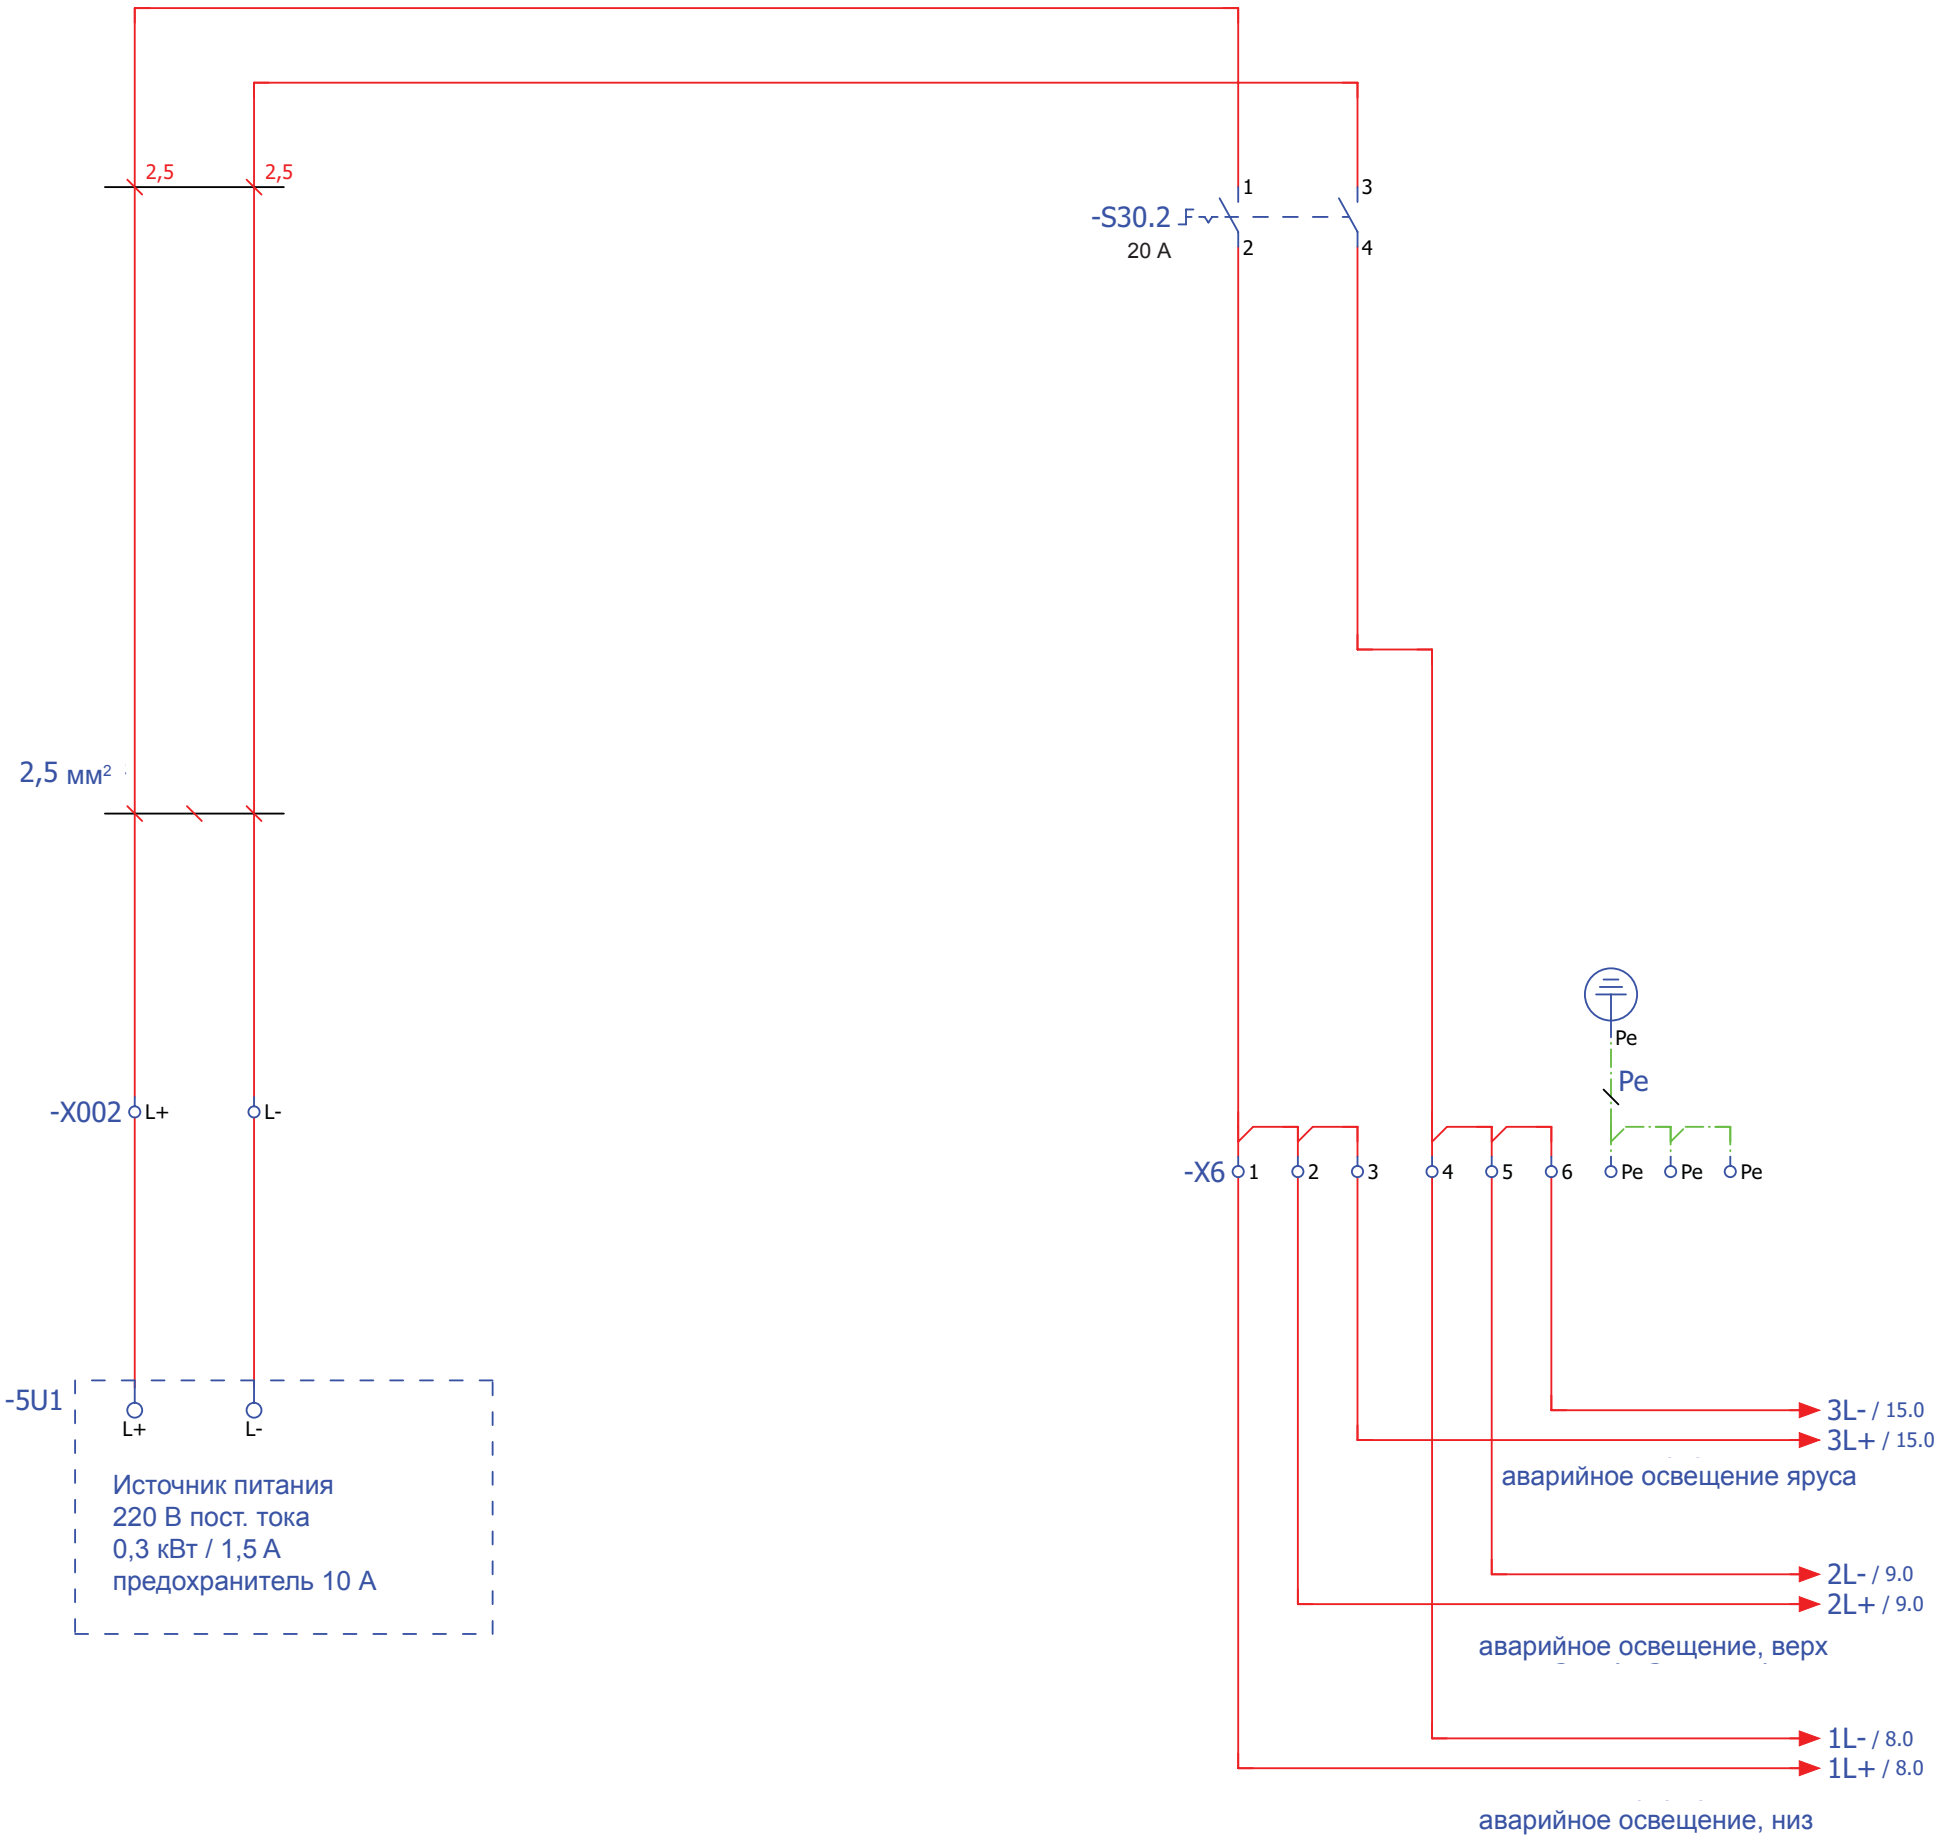 2,5 2,5
1 3
-S30.2
20 A
2 4
2,5 мм²
Pe
Pe
-X002 L+ L-
-X6 1 2 3 4 5 6 Pe Pe Pe
-5U1
L+ L-
Источник питания
220 В пост. тока
0,3 кВт / 1,5 А
предохранитель 10 А
3L- / 15.0
3L+ / 15.0
аварийное освещение яруса
2L- / 9.0
2L+ / 9.0
аварийное освещение, верх
1L- / 8.0
1L+ / 8.0
аварийное освещение, низ